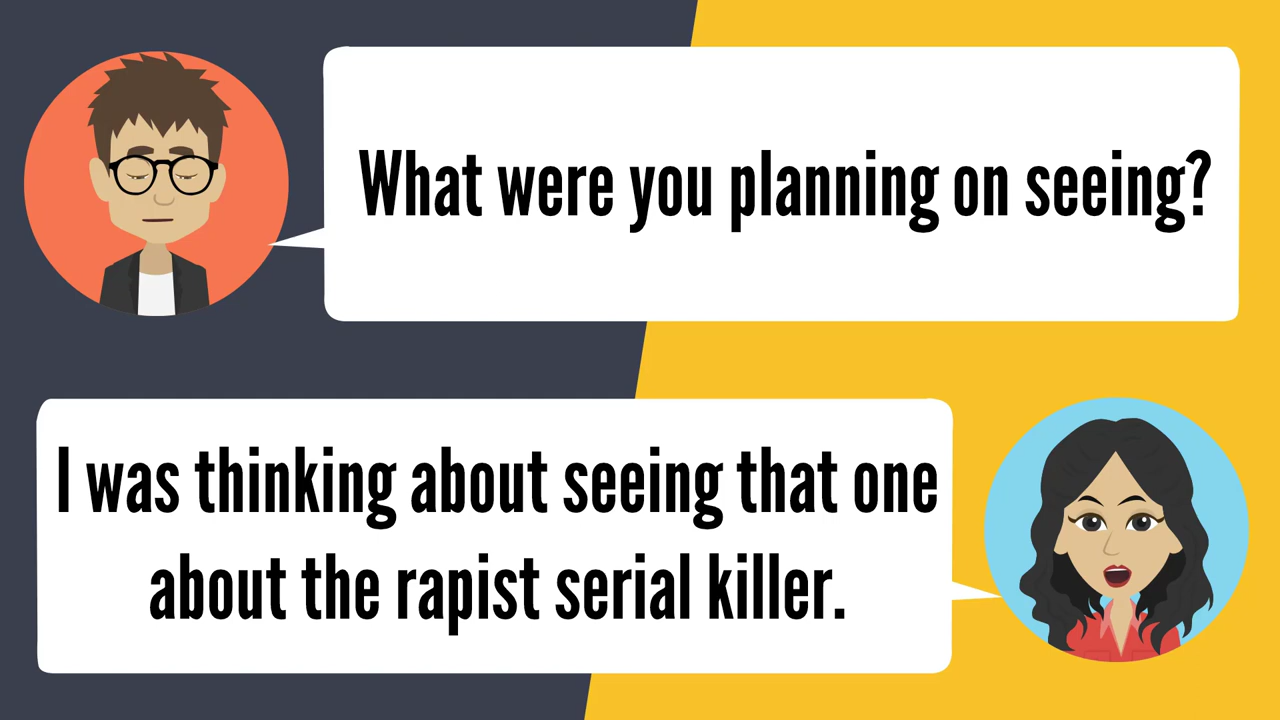 What were you planning on seeing?
I was thinking about seeing that one
about the rapist serial killer.